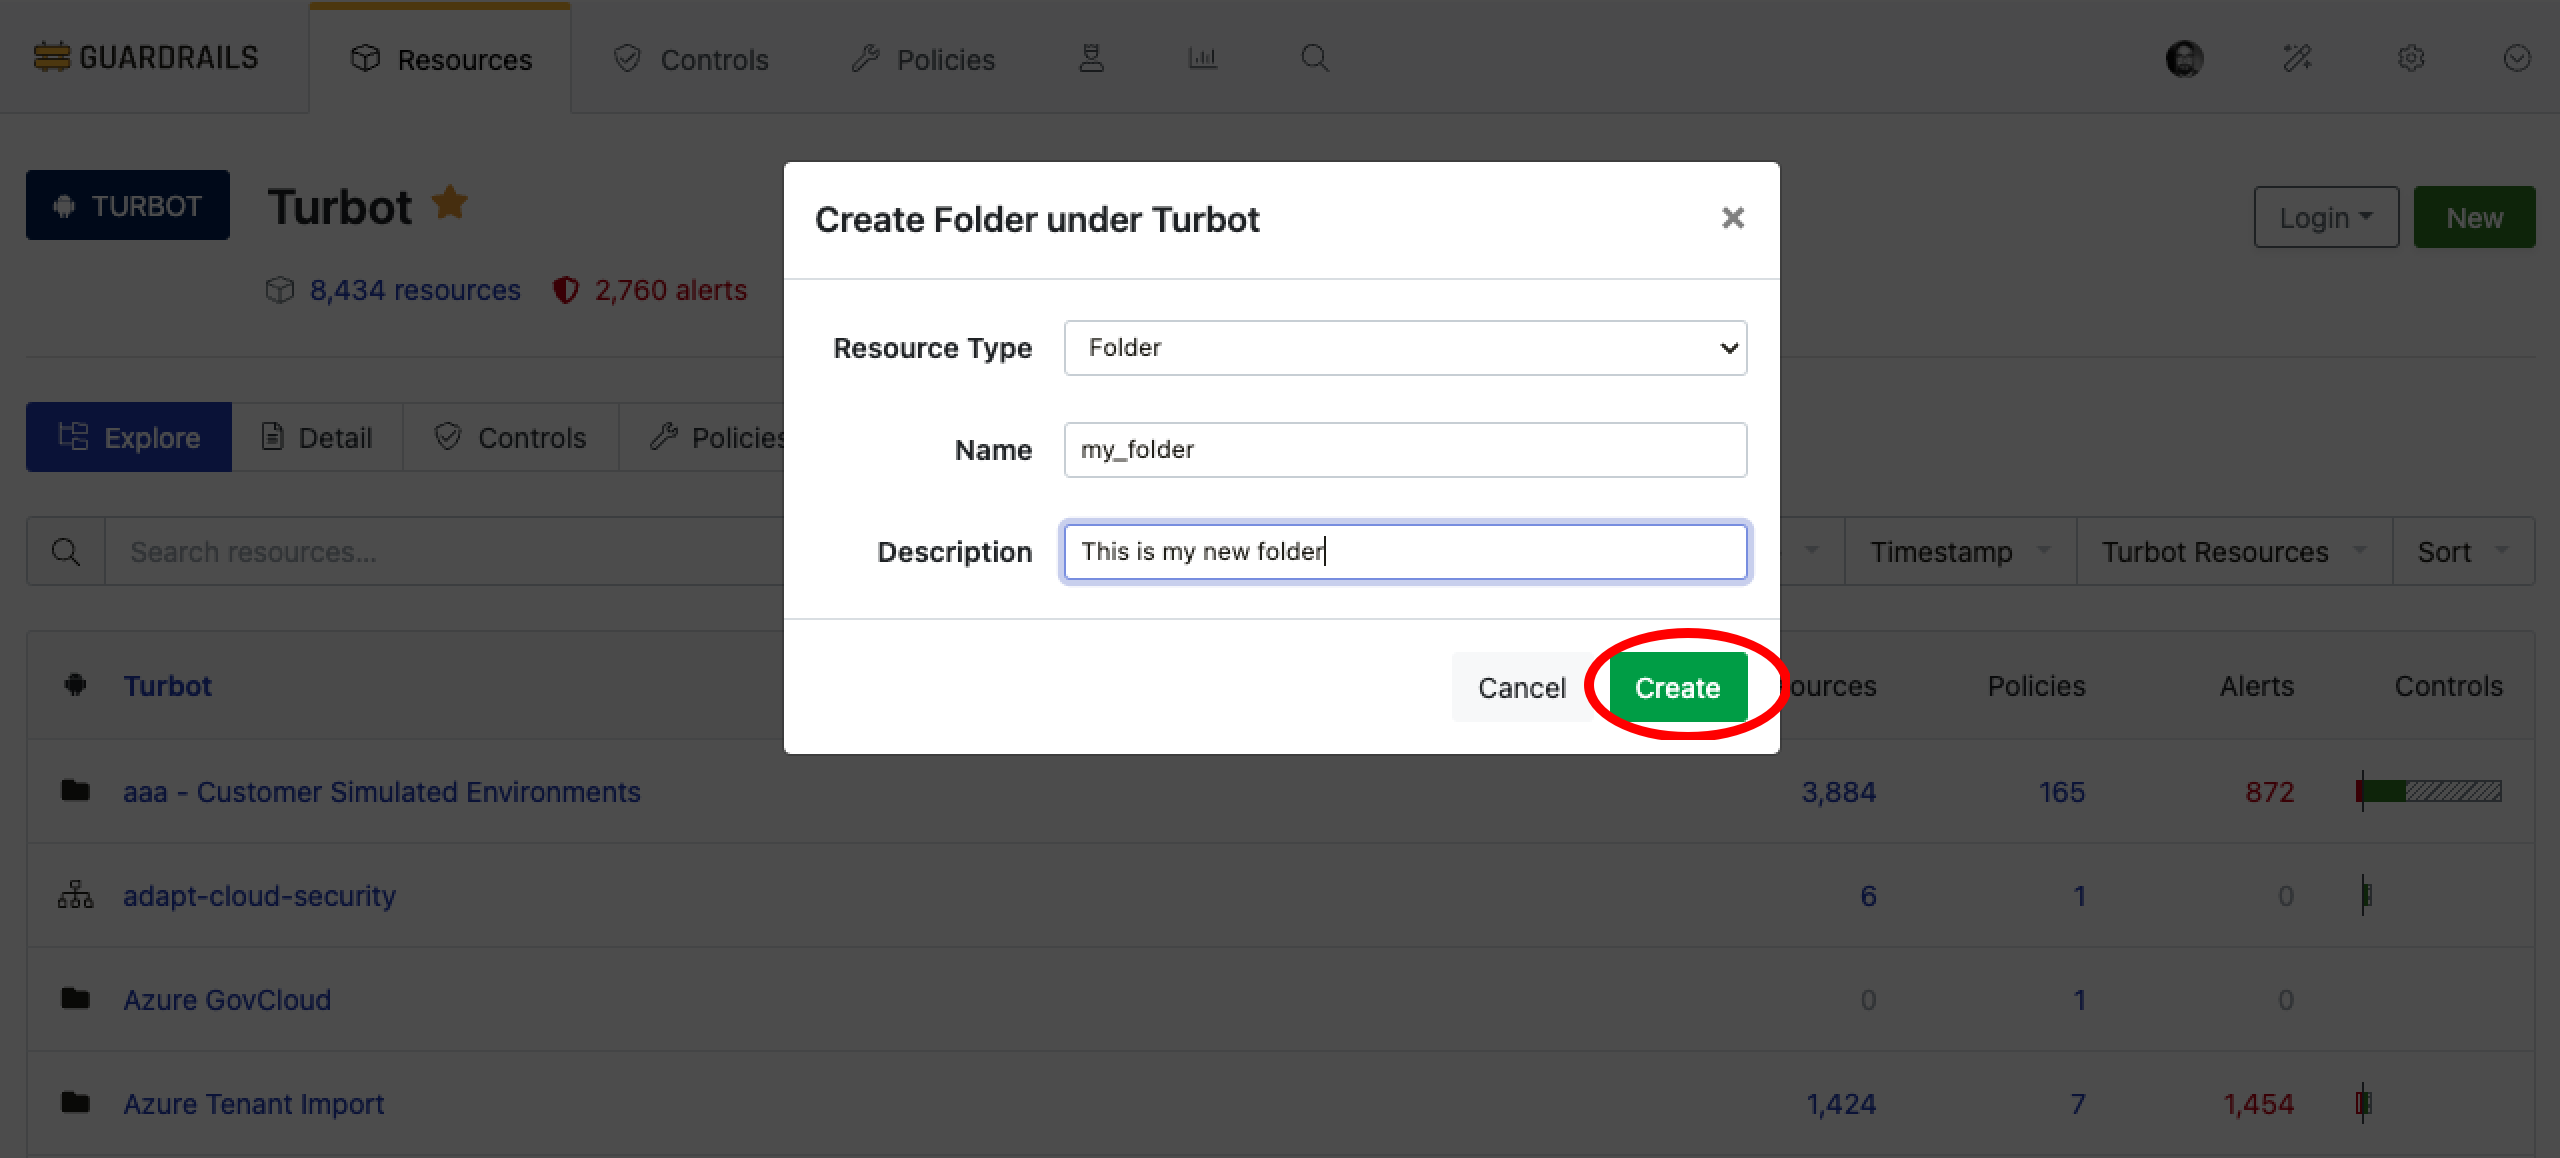 GUARDRAILS Resources Controls Policies
TURBOT Turbot Login New
8,434 resources 2,760 alerts
Create Folder under Turbot
Resource Type Folder
Name my_folder
Description This is my new folder
Cancel Create
Explore Detail Controls Policies
Search resources... Timestamp Turbot Resources Sort
Turbot ources Policies Alerts Controls
aaa - Customer Simulated Environments 3,884 165 872
adapt-cloud-security 6 1 0
Azure GovCloud 0 1 0
Azure Tenant Import 1,424 7 1,454